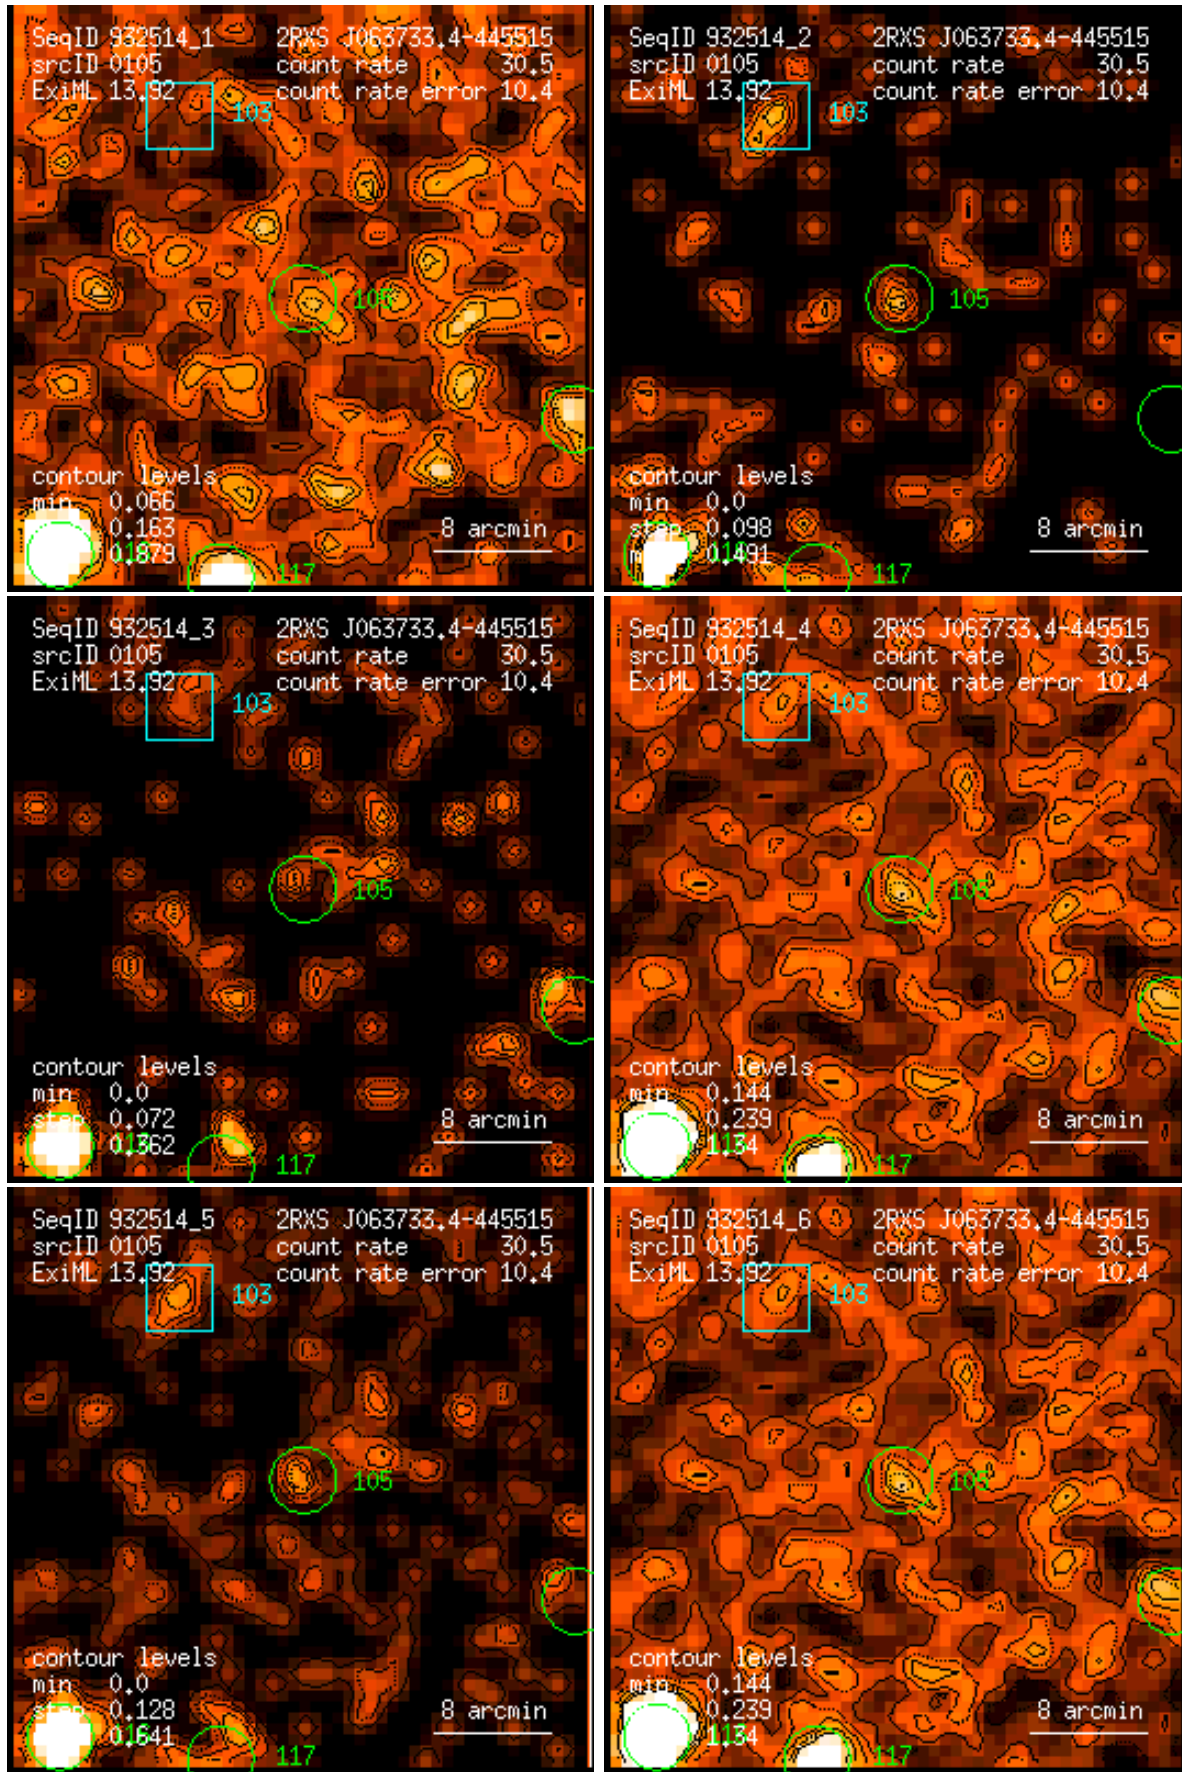 SeqID 932514_1 2RXS J063733.4-445515
srcID 0105 count rate 30.5
ExiML 13.92 count rate error 10.4
103
105
contour levels
min 0.066
0.163
0.879
8 arcmin
117
SeqID 932514_2 2RXS J063733.4-445515
srcID 0105 count rate 30.5
ExiML 13.92 count rate error 10.4
103
105
contour levels
min 0.0
step 0.098
0.491
8 arcmin
117
SeqID 932514_3 2RXS J063733.4-445515
srcID 0105 count rate 30.5
ExiML 13.92 count rate error 10.4
103
105
contour levels
min 0.0
step 0.072
0.362
8 arcmin
117
SeqID 932514_4 2RXS J063733.4-445515
srcID 0105 count rate 30.5
ExiML 13.92 count rate error 10.4
103
105
contour levels
min 0.144
0.239
1.34
8 arcmin
117
SeqID 932514_5 2RXS J063733.4-445515
srcID 0105 count rate 30.5
ExiML 13.92 count rate error 10.4
103
105
contour levels
min 0.0
step 0.128
0.641
8 arcmin
117
SeqID 932514_6 2RXS J063733.4-445515
srcID 0105 count rate 30.5
ExiML 13.92 count rate error 10.4
103
105
contour levels
min 0.144
0.239
1.34
8 arcmin
117